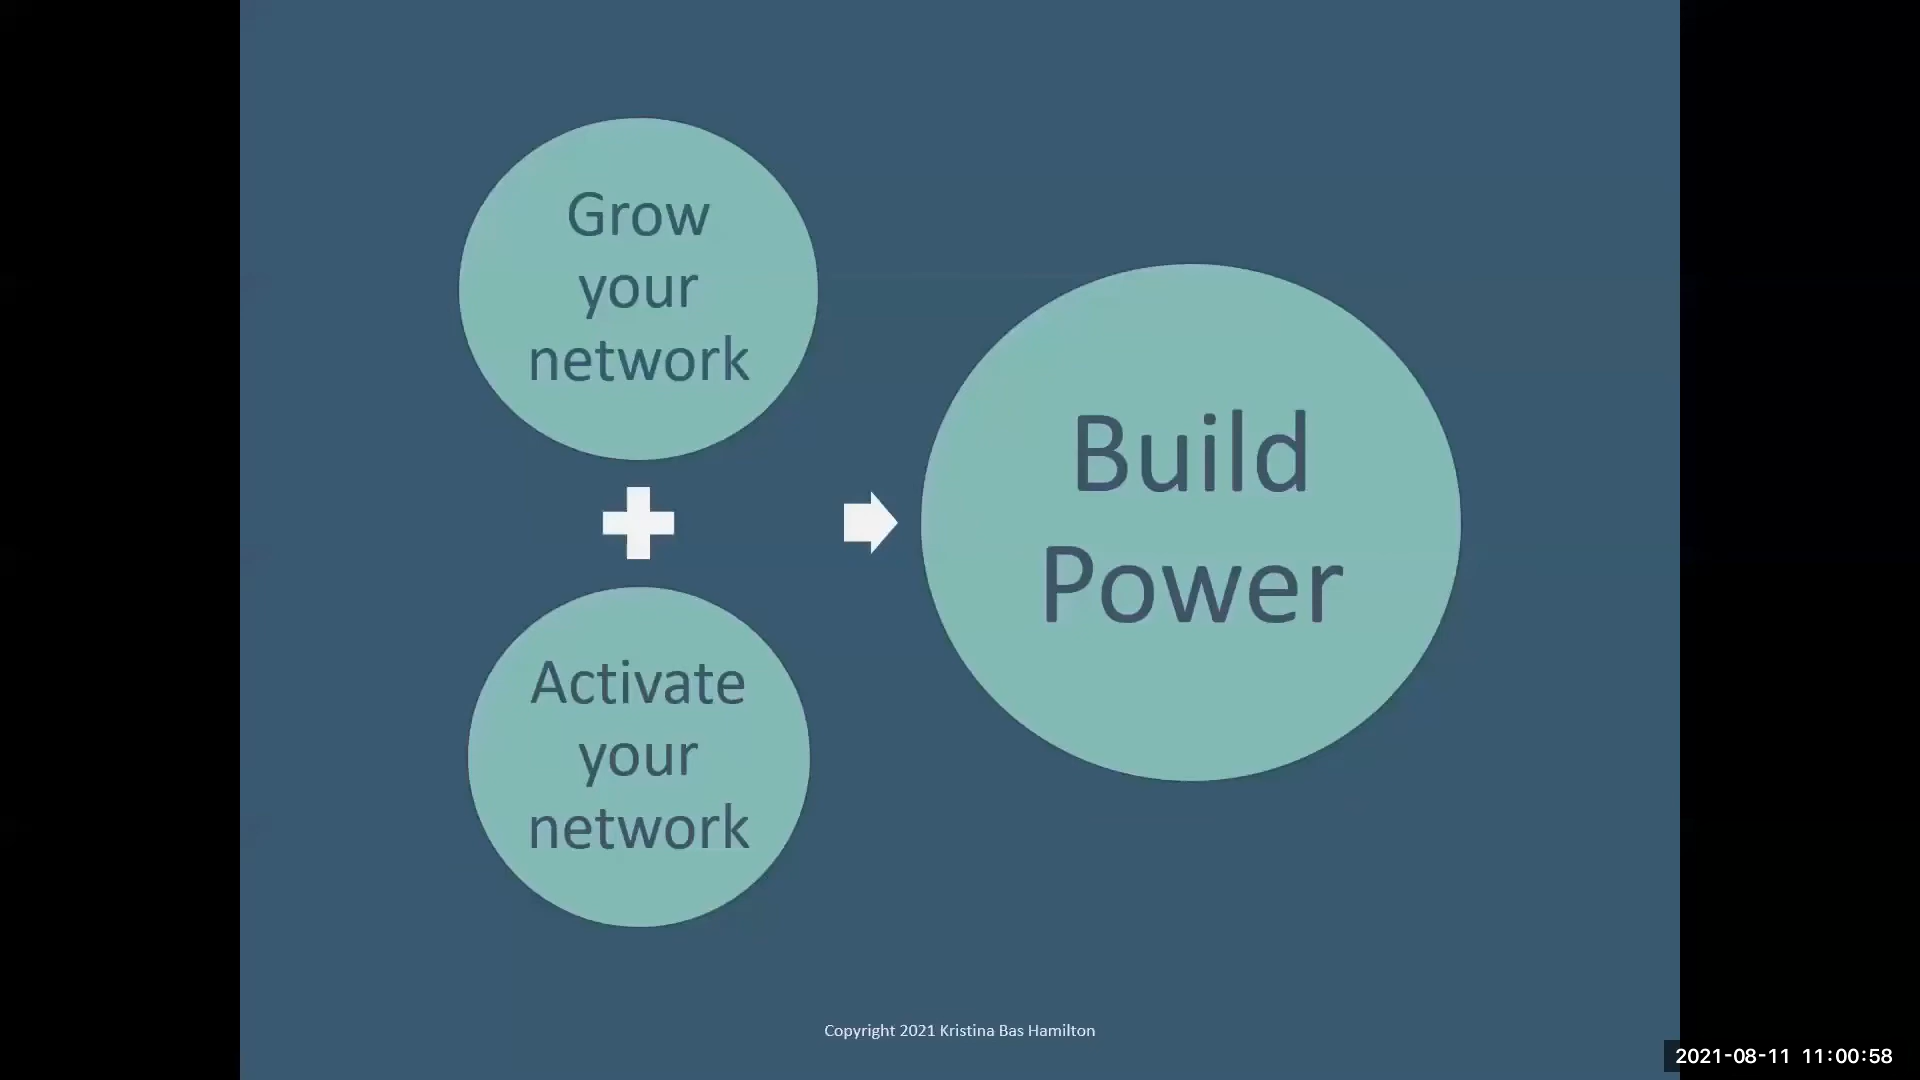 Grow
your
network
Activate
your
network
Build
Power
Copyright 2021 Kristina Bas Hamilton
2021-08-11 11:00:58